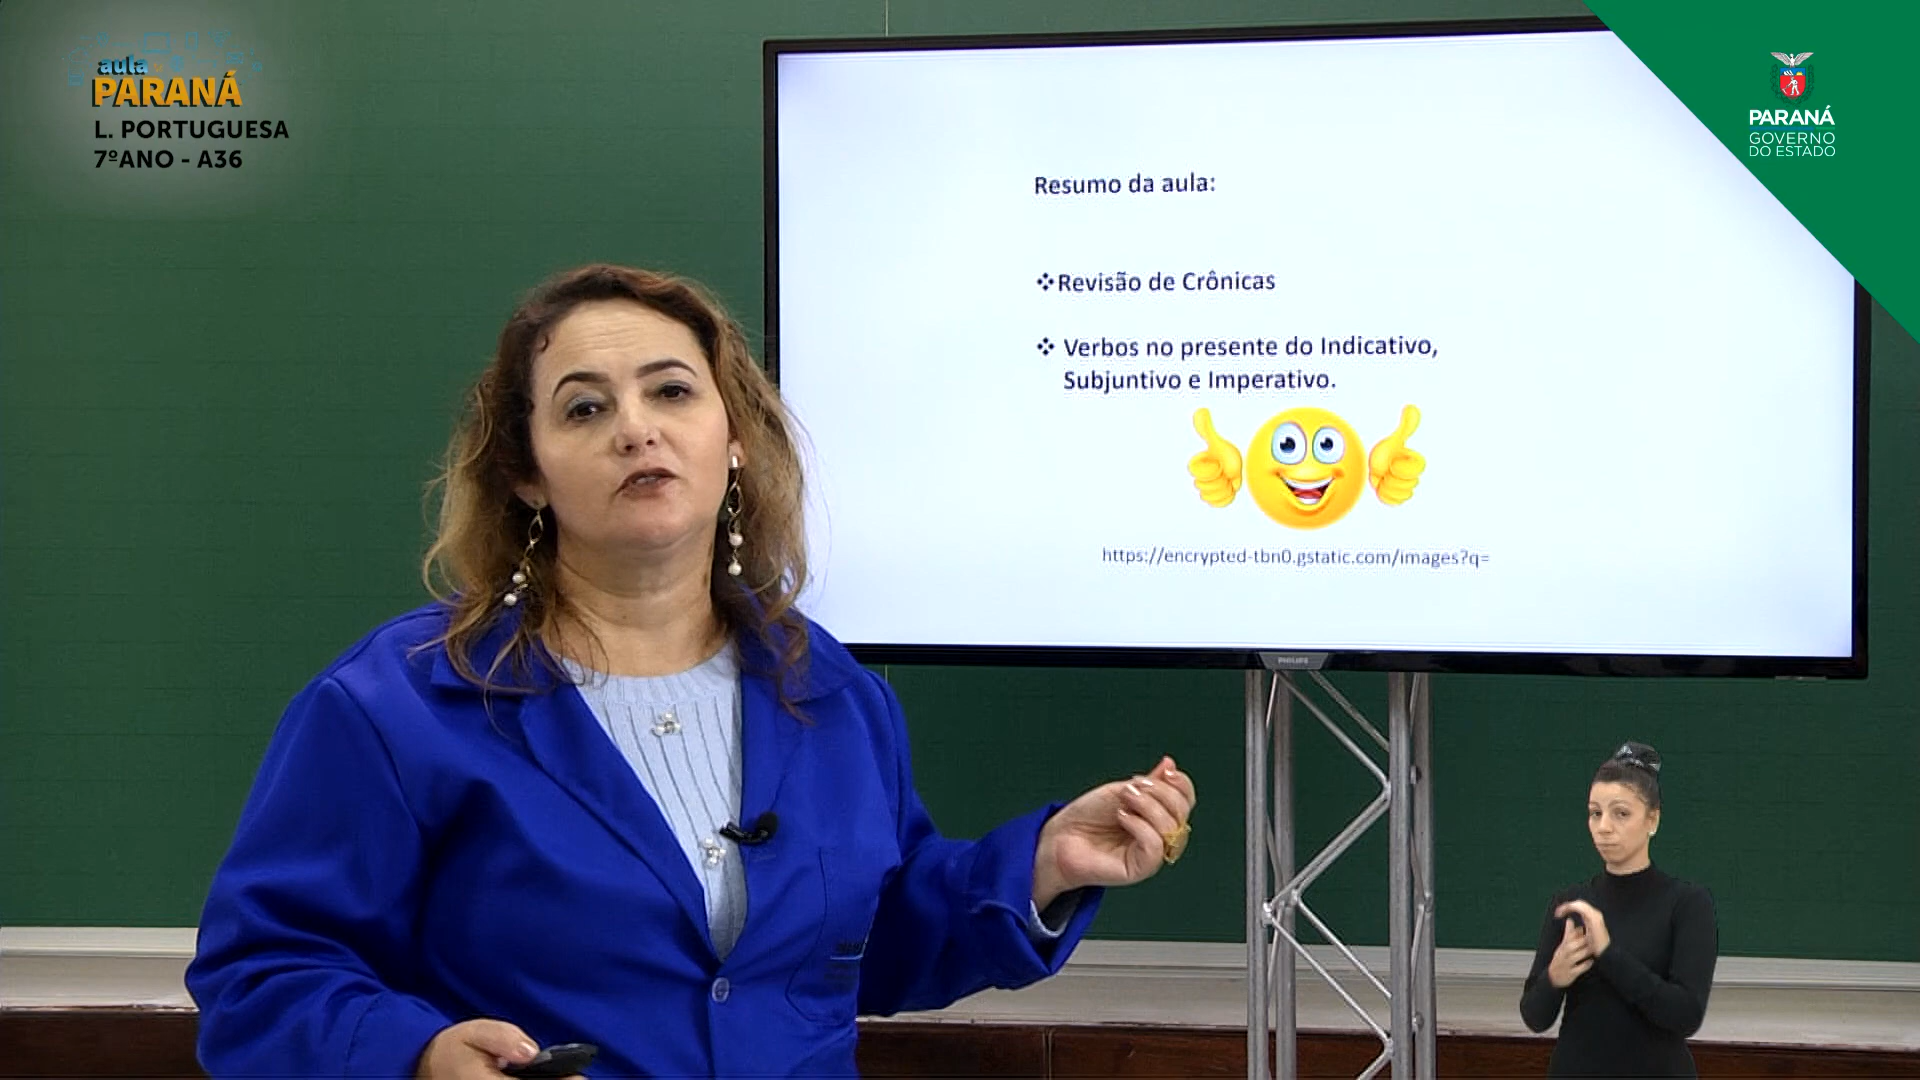 aula
PARANÁ
L. PORTUGUESA
7ºANO - A36
Resumo da aula:
❖Revisão de Crônicas
❖ Verbos no presente do Indicativo,
Subjuntivo e Imperativo.
https://encrypted-tbn0.gstatic.com/images?q=
PHILIPS
PARANÁ
GOVERNO
DO ESTADO